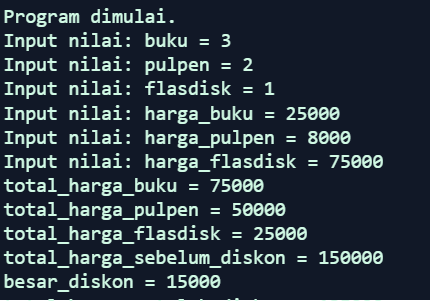 Program dimulai.
Input nilai: buku = 3
Input nilai: pulpen = 2
Input nilai: flasdisk = 1
Input nilai: harga_buku = 25000
Input nilai: harga_pulpen = 8000
Input nilai: harga_flasdisk = 75000
total_harga_buku = 75000
total_harga_pulpen = 50000
total_harga_flasdisk = 25000
total_harga_sebelum_diskon = 150000
besar_diskon = 15000